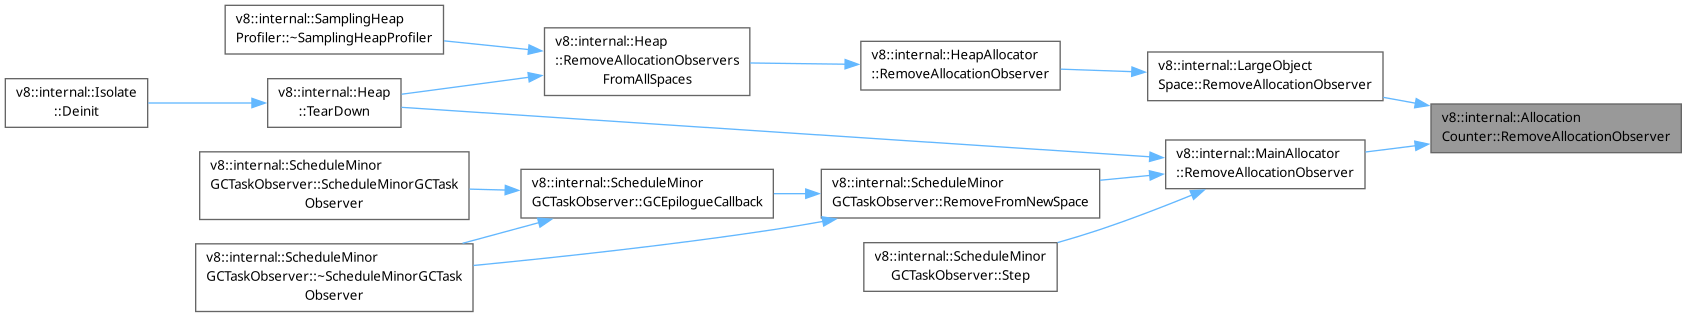 v8::internal::SamplingHeap
Profiler::~SamplingHeapProfiler
v8::internal::Heap
::RemoveAllocationObservers
FromAllSpaces
v8::internal::HeapAllocator
::RemoveAllocationObserver
v8::internal::LargeObject
Space::RemoveAllocationObserver
v8::internal::Isolate
::Deinit
v8::internal::Heap
::TearDown
v8::internal::Allocation
Counter::RemoveAllocationObserver
v8::internal::MainAllocator
::RemoveAllocationObserver
v8::internal::ScheduleMinor
GCTaskObserver::ScheduleMinorGCTask
Observer
v8::internal::ScheduleMinor
GCTaskObserver::GCEpilogueCallback
v8::internal::ScheduleMinor
GCTaskObserver::RemoveFromNewSpace
v8::internal::ScheduleMinor
GCTaskObserver::~ScheduleMinorGCTask
Observer
v8::internal::ScheduleMinor
GCTaskObserver::Step